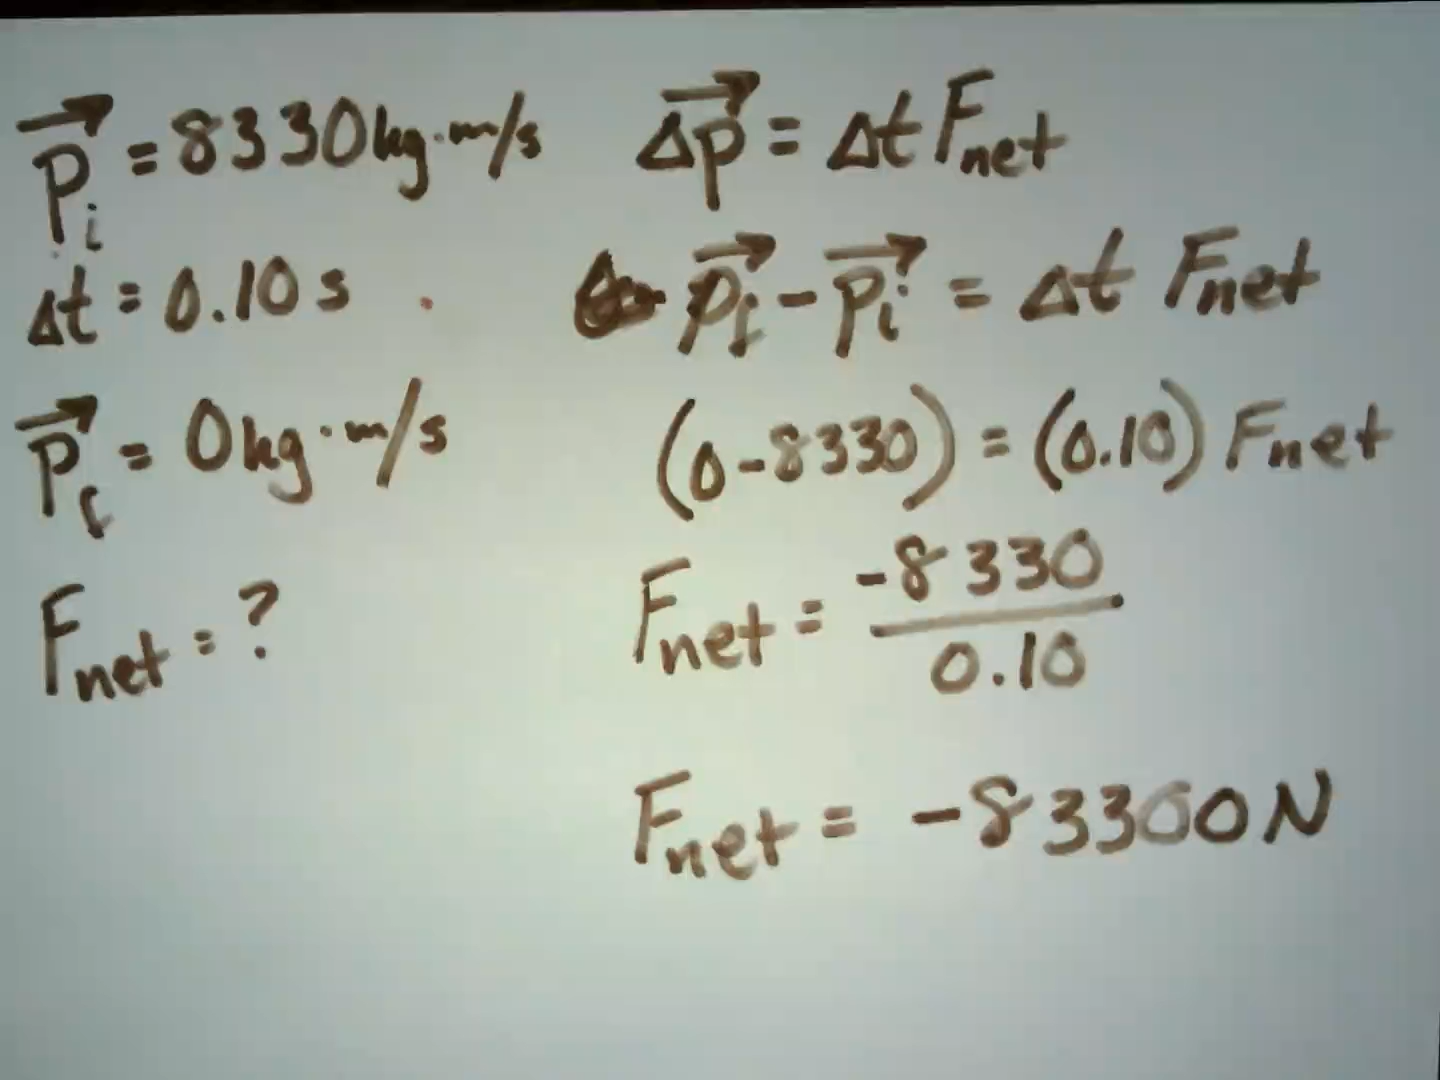 p⃗ᵢ = 8330 kg·m/s
Δt = 0.10 s
p⃗f = 0 kg·m/s
Fnet = ?
Δp⃗ = Δt Fnet
p⃗f - p⃗ᵢ = Δt Fnet
(0 - 8330) = (0.10) Fnet
Fnet = -8330 / 0.10
Fnet = -83300 N